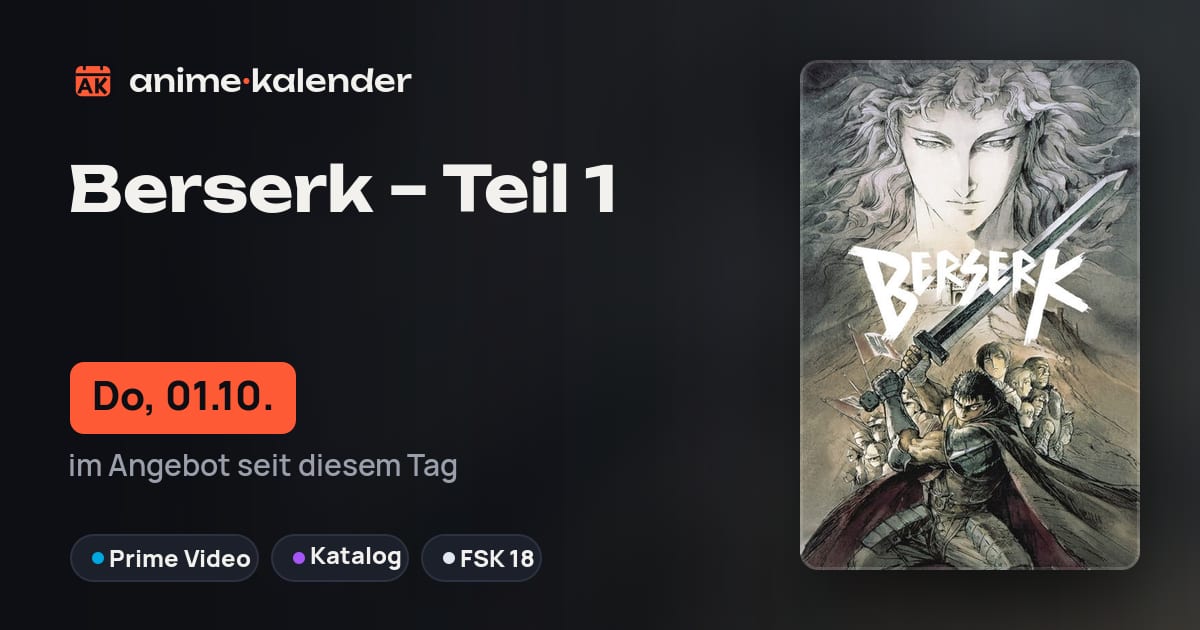 AK
anime·kalender
Berserk – Teil 1
BERSERK
Do, 01.10.
im Angebot seit diesem Tag
Prime Video
Katalog
FSK 18